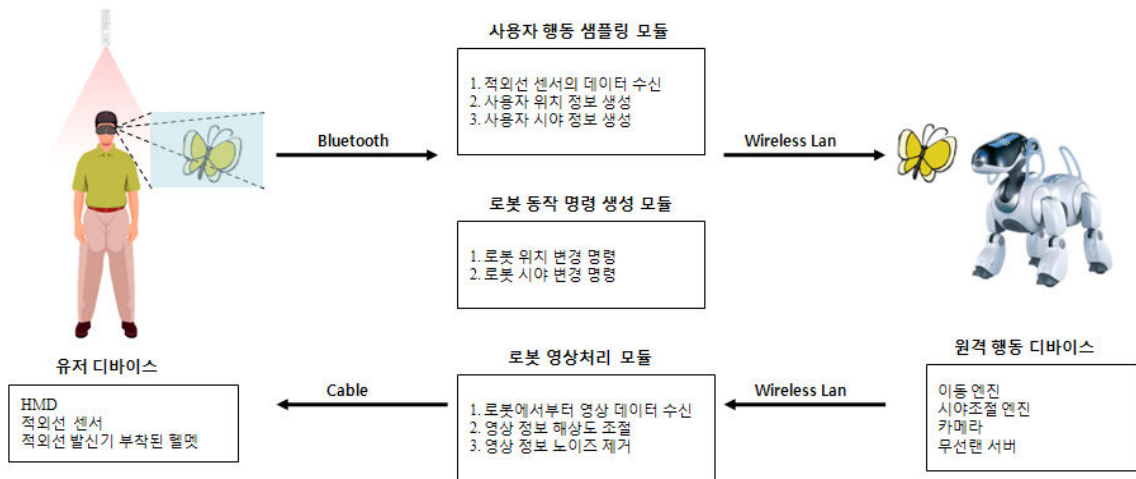 사용자 행동 샘플링 모듈
1. 적외선 센서의 데이터 수신
2. 사용자 위치 정보 생성
3. 사용자 시야 정보 생성
Bluetooth
Wireless Lan
로봇 동작 명령 생성 모듈
1. 로봇 위치 변경 명령
2. 로봇 시야 변경 명령
유저 디바이스
HMD
적외선 센서
적외선 발신기 부착된 헬멧
Cable
로봇 영상처리 모듈
1. 로봇에서부터 영상 데이터 수신
2. 영상 정보 해상도 조절
3. 영상 정보 노이즈 제거
Wireless Lan
원격 행동 디바이스
이동 엔진
시야조절 엔진
카메라
무선랜 서버